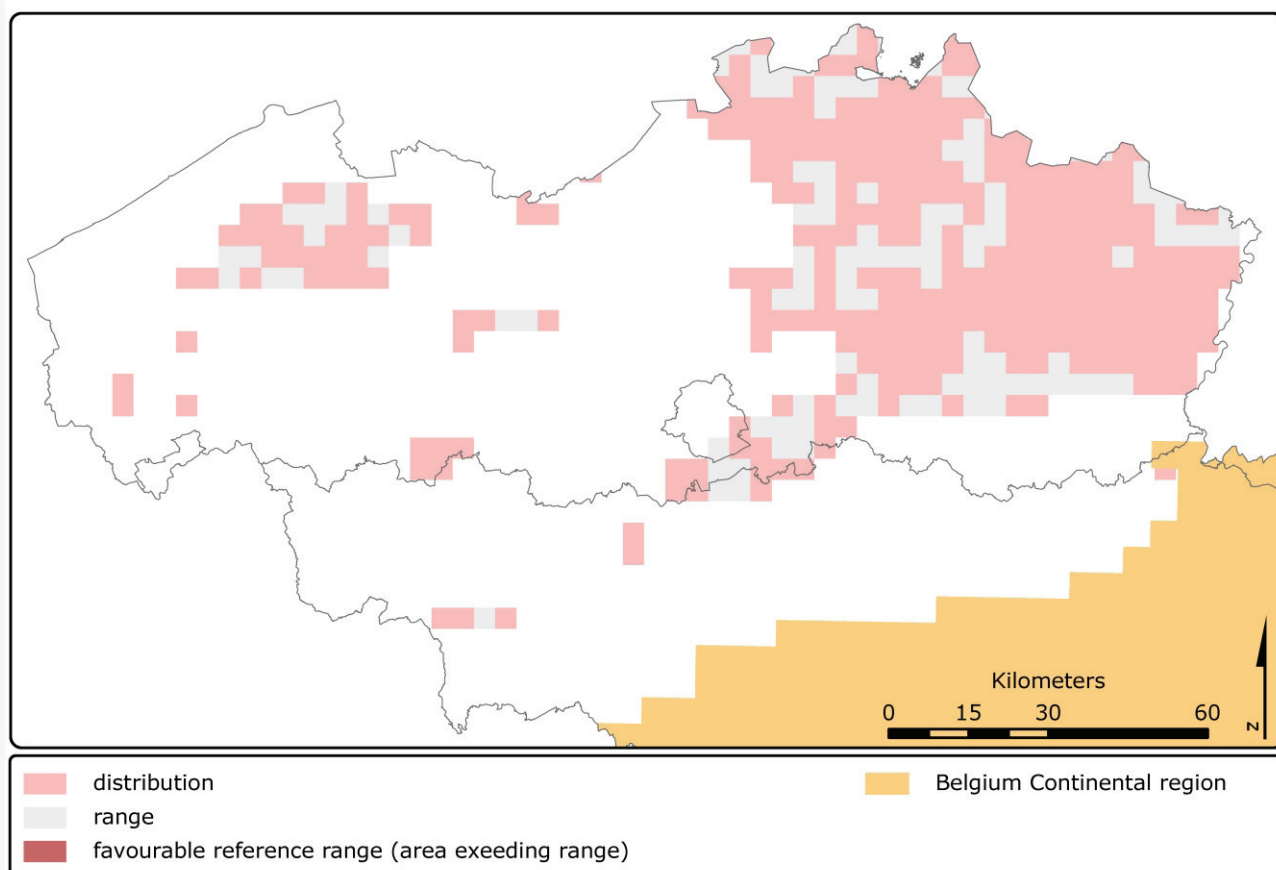 Kilometers
0 15 30 60
N
distribution
range
favourable reference range (area exeeding range)
Belgium Continental region